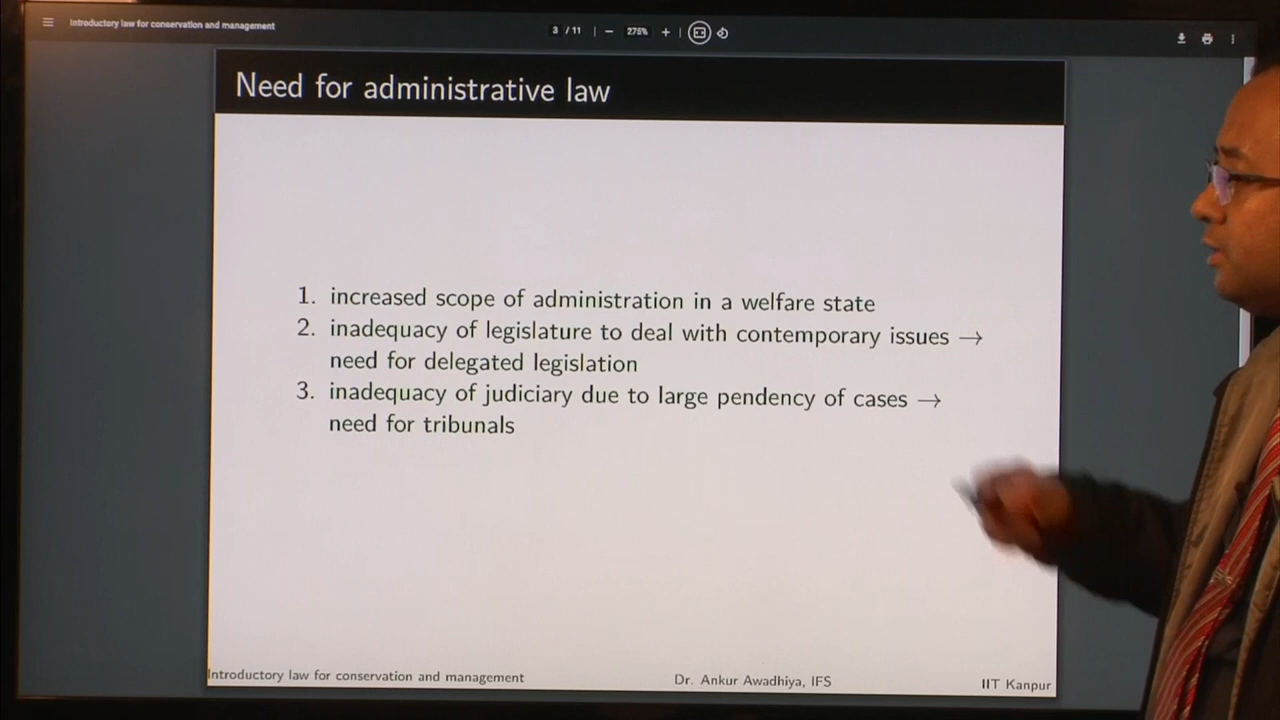 Introductory law for conservation and management
3 / 11 | − 275% + |
Need for administrative law
1. increased scope of administration in a welfare state
2. inadequacy of legislature to deal with contemporary issues →
need for delegated legislation
3. inadequacy of judiciary due to large pendency of cases →
need for tribunals
Introductory law for conservation and management Dr. Ankur Awadhiya, IFS IIT Kanpur